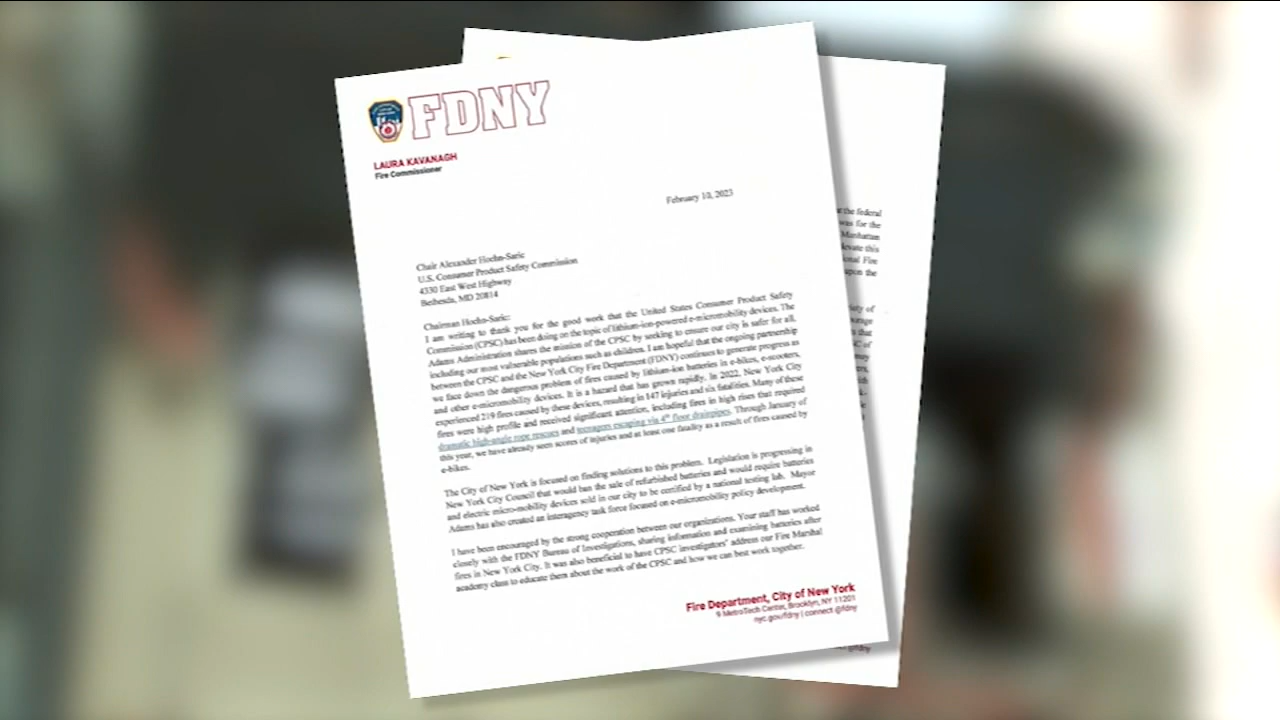 FDNY
LAURA KAVANAGH
Fire Commissioner
February 10, 2023
Chair Alexander Hoehn-Saric
U.S. Consumer Product Safety Commission
4330 East West Highway
Bethesda, MD 20814
Chairman Hoehn-Saric:
I am writing to thank you for the good work that the United States Consumer Product Safety
Commission (CPSC) has been doing on the topic of lithium-ion-powered e-micromobility devices. The
Adams Administration shares the mission of the CPSC by seeking to ensure our city is safer for all,
including our most vulnerable populations such as children. I am hopeful that the ongoing partnership
between the CPSC and the New York City Fire Department (FDNY) continues to generate progress as
we face down the dangerous problem of fires caused by lithium-ion batteries in e-bikes, e-scooters,
and other e-micromobility devices. It is a hazard that has grown rapidly. In 2022, New York City
experienced 219 fires caused by these devices, resulting in 147 injuries and six fatalities. Many of these
fires were high profile and received significant attention, including fires in high rises that required
dramatic high-angle rope rescues and teenagers escaping via 4th floor drainpipes. Through January of
this year, we have already seen scores of injuries and at least one fatality as a result of fires caused by
e-bikes.
The City of New York is focused on finding solutions to this problem. Legislation is progressing in
New York City Council that would ban the sale of refurbished batteries and would require batteries
and electric micro-mobility devices sold in our city to be certified by a national testing lab. Mayor
Adams has also created an interagency task force focused on e-micromobility policy development.
I have been encouraged by the strong cooperation between our organizations. Your staff has worked
closely with the FDNY Bureau of Investigations, sharing information and examining batteries after
fires in New York City. It was also beneficial to have CPSC investigators' address our Fire Marshal
academy class to educate them about the work of the CPSC and how we can best work together.
Fire Department, City of New York
9 MetroTech Center, Brooklyn, NY 11201
nyc.gov/fdny | connect @fdny
the federal
was for the
Manhattan
this
Fire
upon the
of
that
of
@fdny